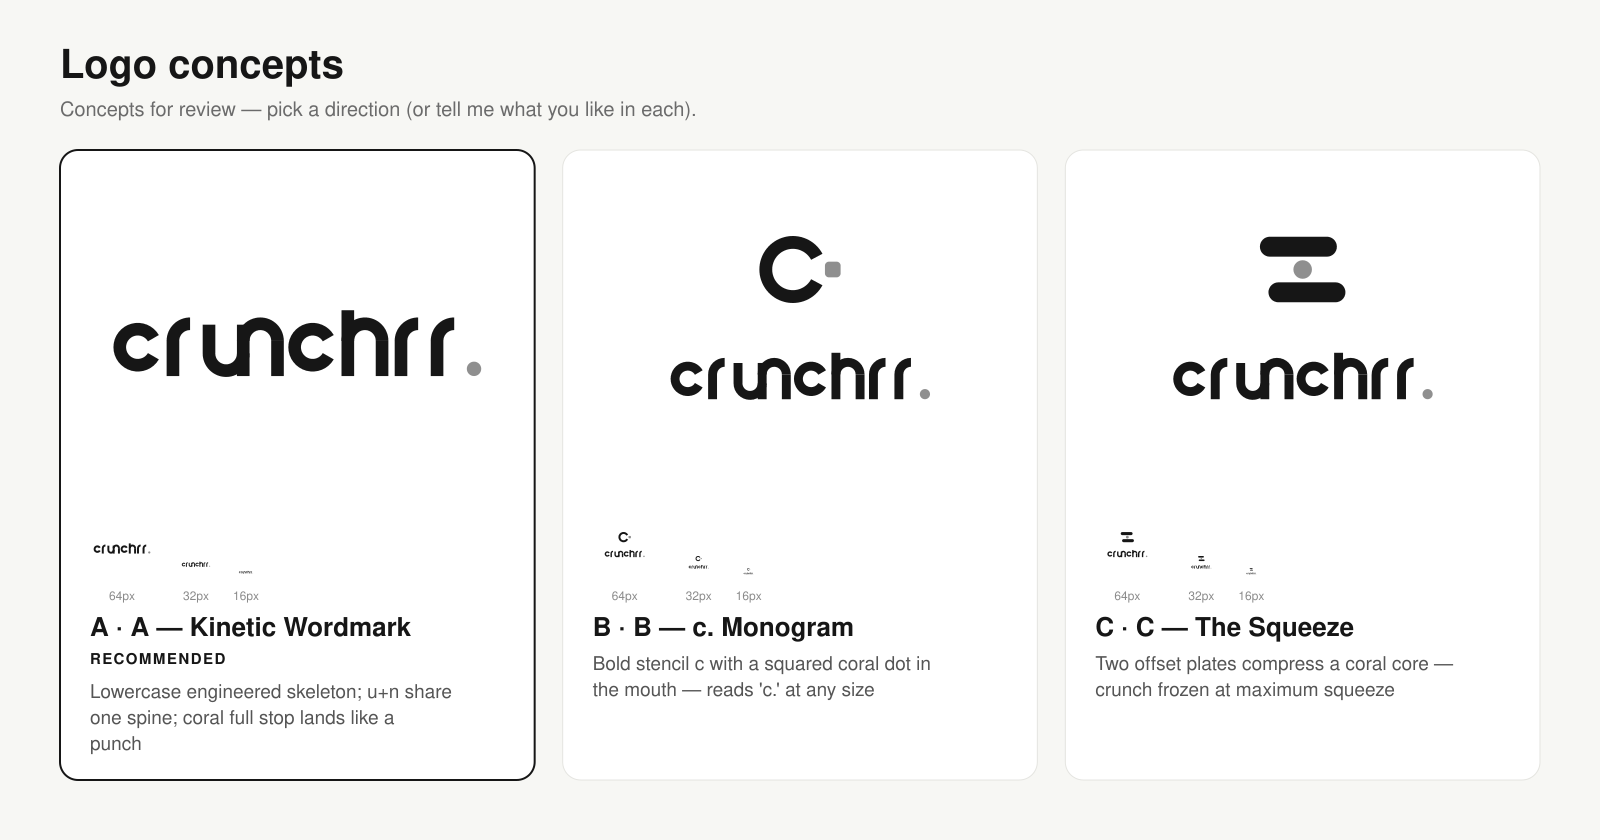 Logo concepts
Concepts for review — pick a direction (or tell me what you like in each).
crunchrr.
c
crunchrr.
crunchrr.
crunchrr.
crunchrr.
64px
32px
16px
A · A — Kinetic Wordmark
RECOMMENDED
Lowercase engineered skeleton; u+n share
one spine; coral full stop lands like a
punch
C
crunchrr.
crunchrr.
64px
32px
16px
B · B — c. Monogram
Bold stencil c with a squared coral dot in
the mouth — reads 'c.' at any size
crunchrr.
crunchrr.
64px
32px
16px
C · C — The Squeeze
Two offset plates compress a coral core —
crunch frozen at maximum squeeze